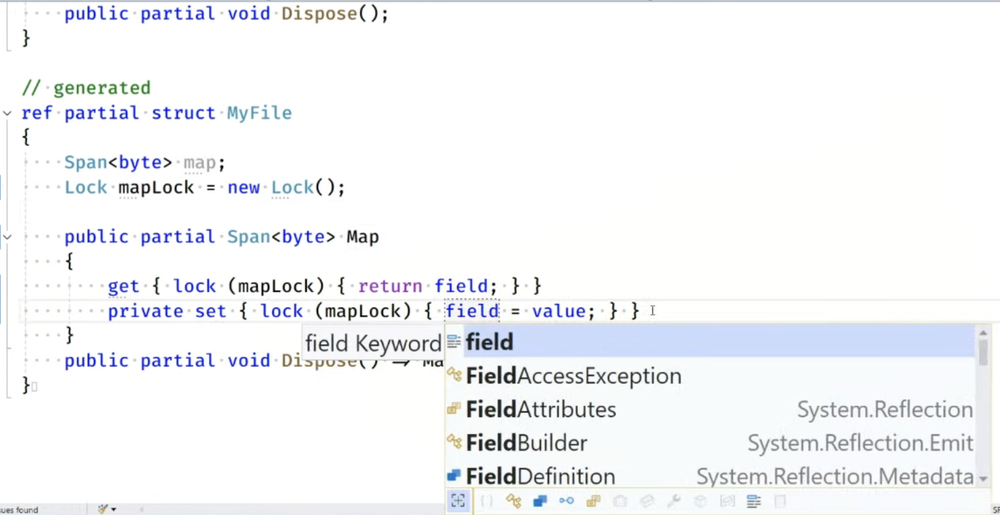 public partial void Dispose();
}
// generated
ref partial struct MyFile
{
Span<byte> map;
Lock mapLock = new Lock();
public partial Span<byte> Map
{
get { lock (mapLock) { return field; } }
private set { lock (mapLock) { field = value; } }
}
field Keyword
public partial void Dispose() => Ma
}
field
FieldAccessException
FieldAttributes System.Reflection
FieldBuilder System.Reflection.Emit
FieldDefinition System.Reflection.Metadata
sues found